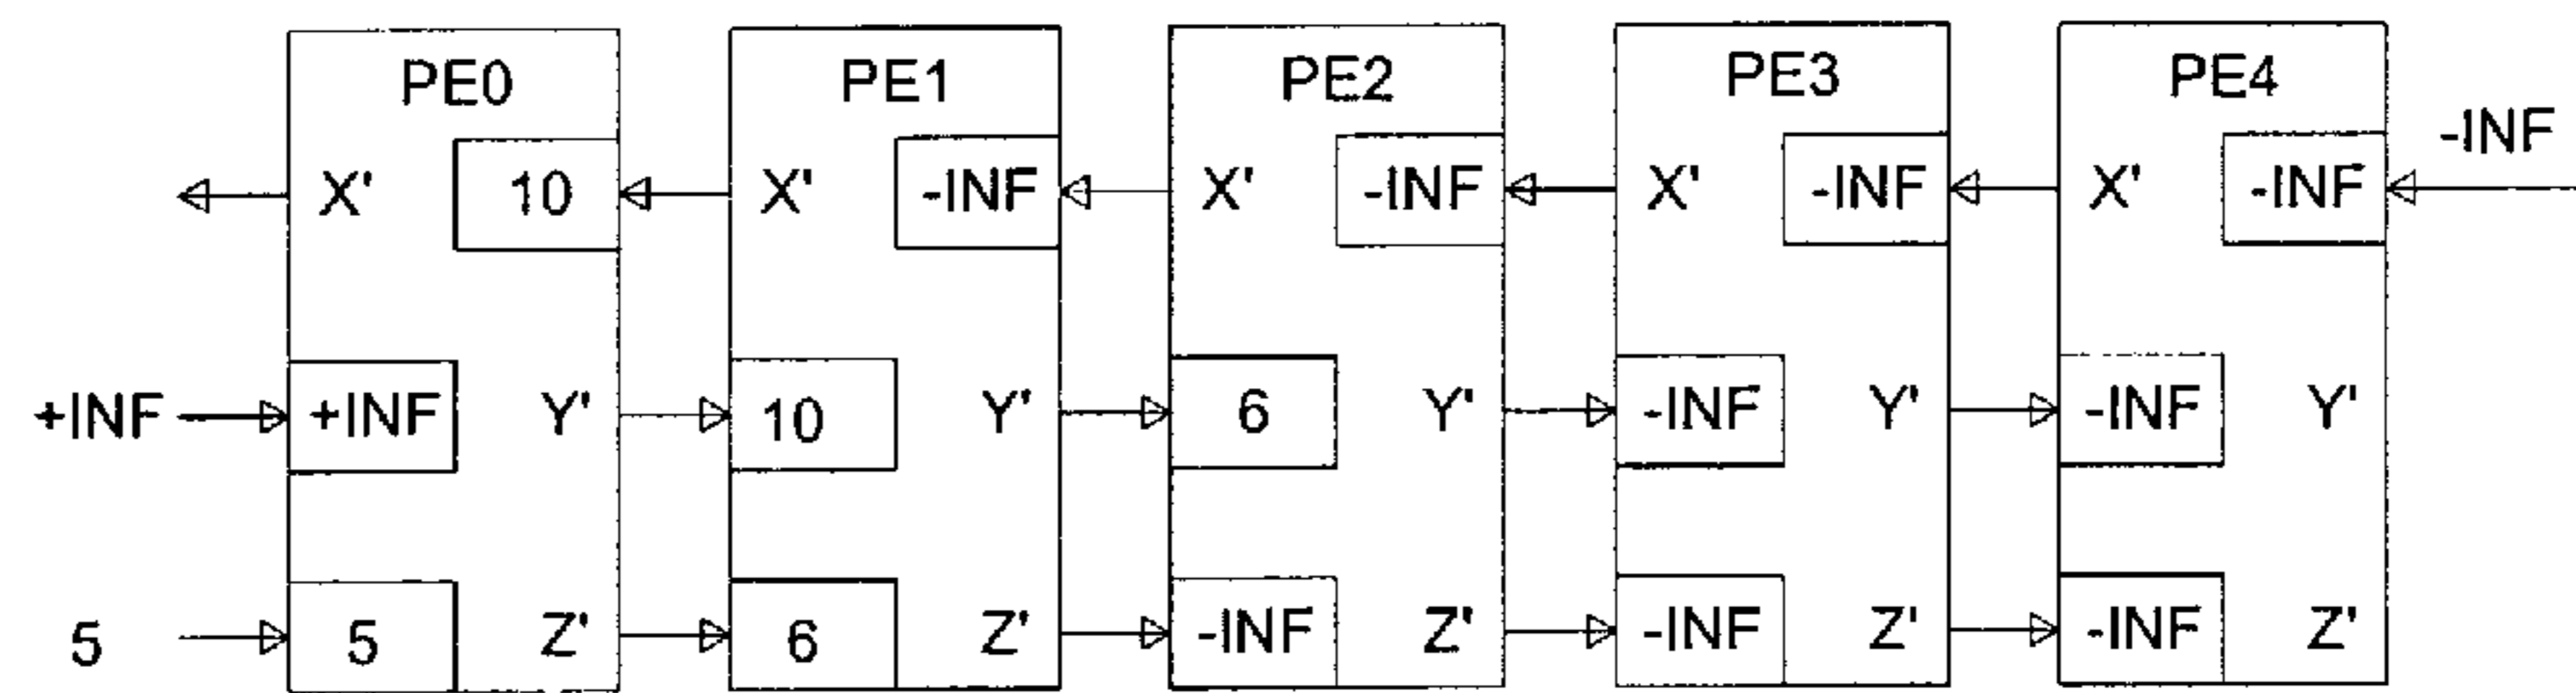 PE0 PE1 PE2 PE3 PE4
-INF
X' 10 X' -INF X' -INF X' -INF X' -INF
+INF +INF Y' 10 Y' 6 Y' -INF Y' -INF Y'
5 5 Z' 6 Z' -INF Z' -INF Z' -INF Z'